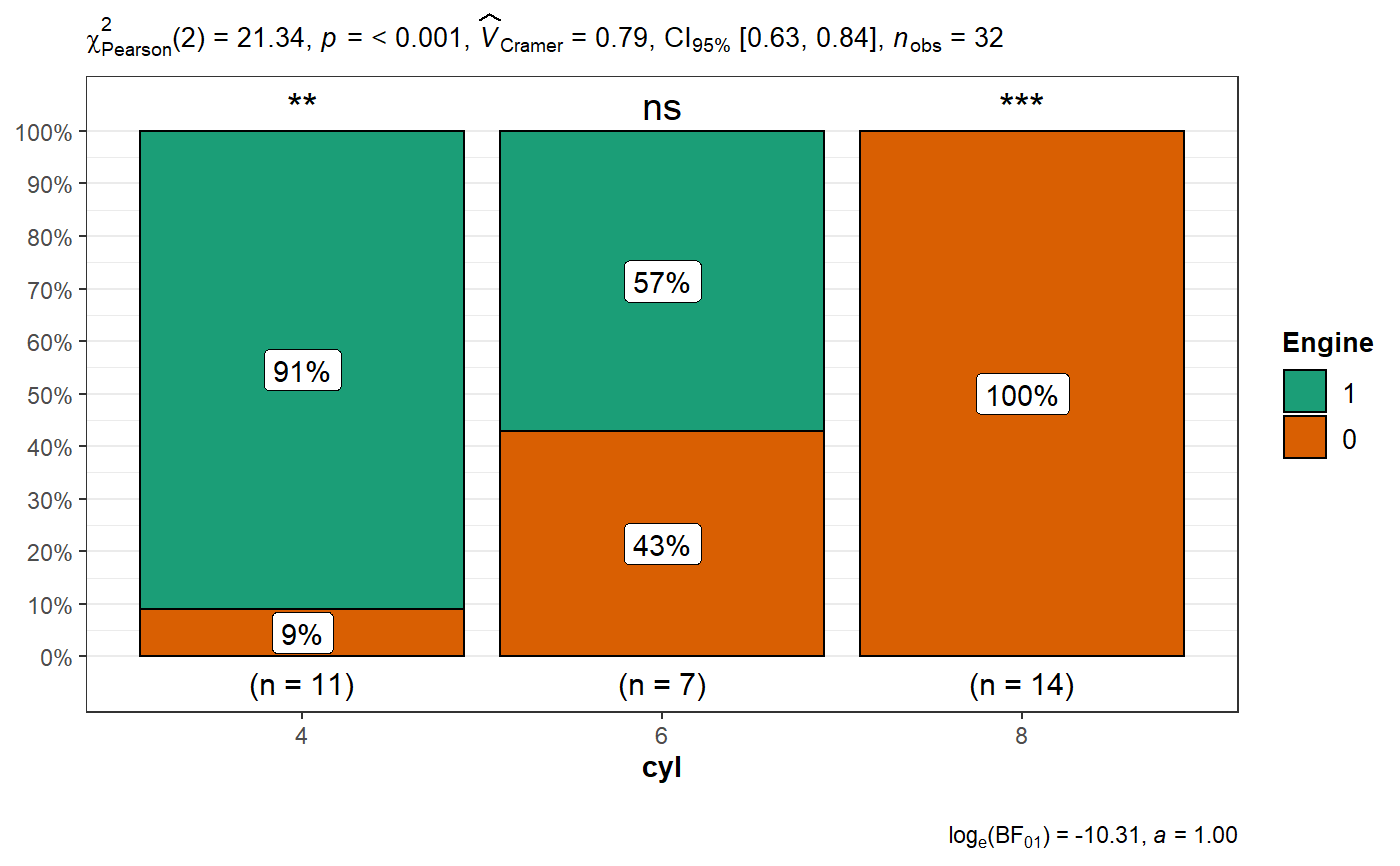 χ²Pearson(2) = 21.34, p = < 0.001, V̂Cramer = 0.79, CI95% [0.63, 0.84], nobs = 32
** ns ***
100%
90%
80%
70%
60%
50%
40%
30%
20%
10%
0%
57%
91%
100%
43%
9%
(n = 11) (n = 7) (n = 14)
4 6 8
cyl
Engine
1
0
loge(BF01) = -10.31, a = 1.00